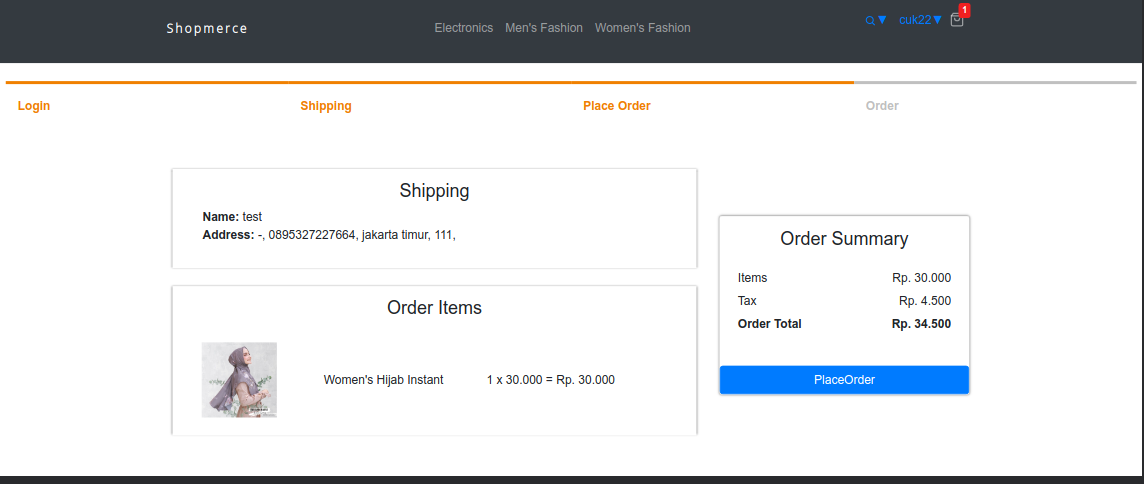 Shopmerce
Electronics Men's Fashion Women's Fashion
cuk22▼
1
Login
Shipping
Place Order
Order
Shipping
Name: test
Address: -, 0895327227664, jakarta timur, 111,
Order Items
Women's Hijab Instant
1 x 30.000 = Rp. 30.000
Order Summary
Items Rp. 30.000
Tax Rp. 4.500
Order Total Rp. 34.500
PlaceOrder